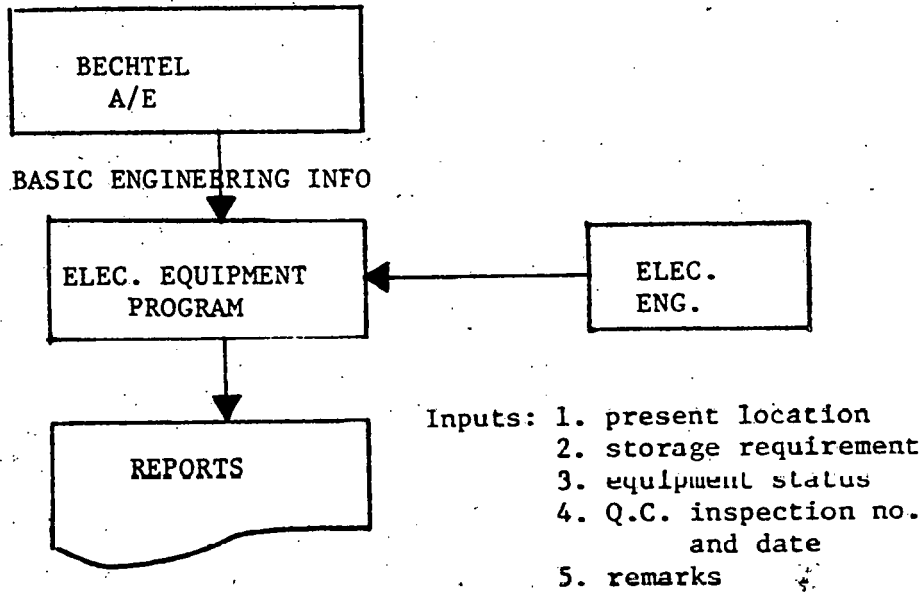 BECHTEL
A/E
BASIC ENGINEERING INFO
ELEC. EQUIPMENT
PROGRAM
ELEC.
ENG.
REPORTS
Inputs: 1. present location
2. storage requirement
3. equipment status
4. Q.C. inspection no.
and date
5. remarks